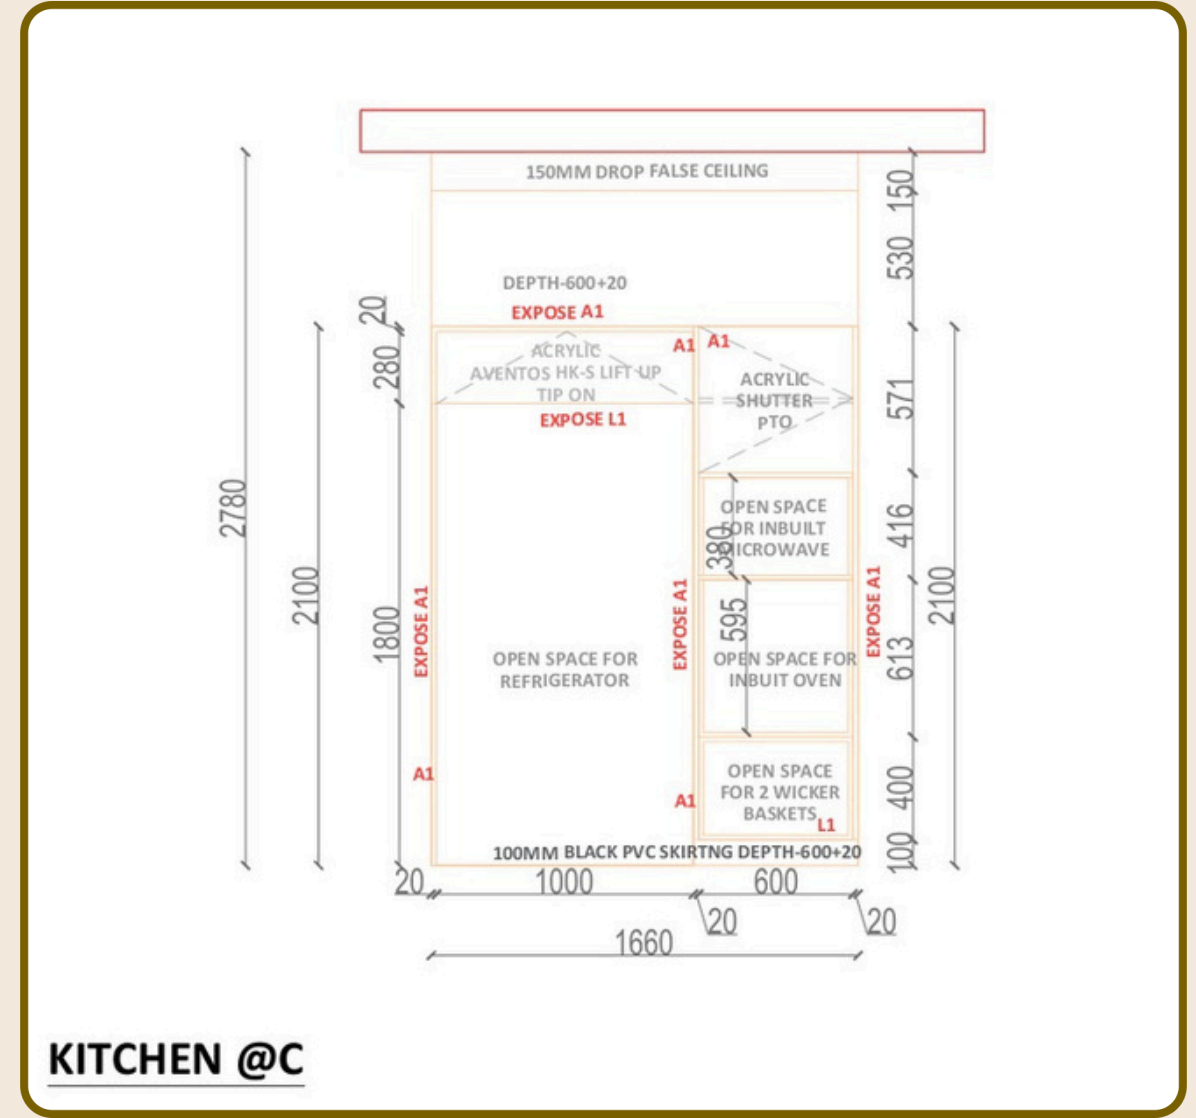 150MM DROP FALSE CEILING
150
530
DEPTH-600+20
EXPOSE A1
20
280
A1
A1
ACRYLIC
AVENTOS HK-S LIFT UP
TIP ON
ACRYLIC
SHUTTER
PTO
571
EXPOSE L1
2780
2100
1800
EXPOSE A1
OPEN SPACE FOR
REFRIGERATOR
A1
EXPOSE A1
A1
OPEN SPACE
FOR INBUILT
MICROWAVE
380
416
595
OPEN SPACE FOR
INBUIT OVEN
EXPOSE A1
613
2100
OPEN SPACE
FOR 2 WICKER
BASKETS
L1
400
100MM BLACK PVC SKIRTNG DEPTH-600+20
100
20
1000
600
20
20
1660
KITCHEN @C